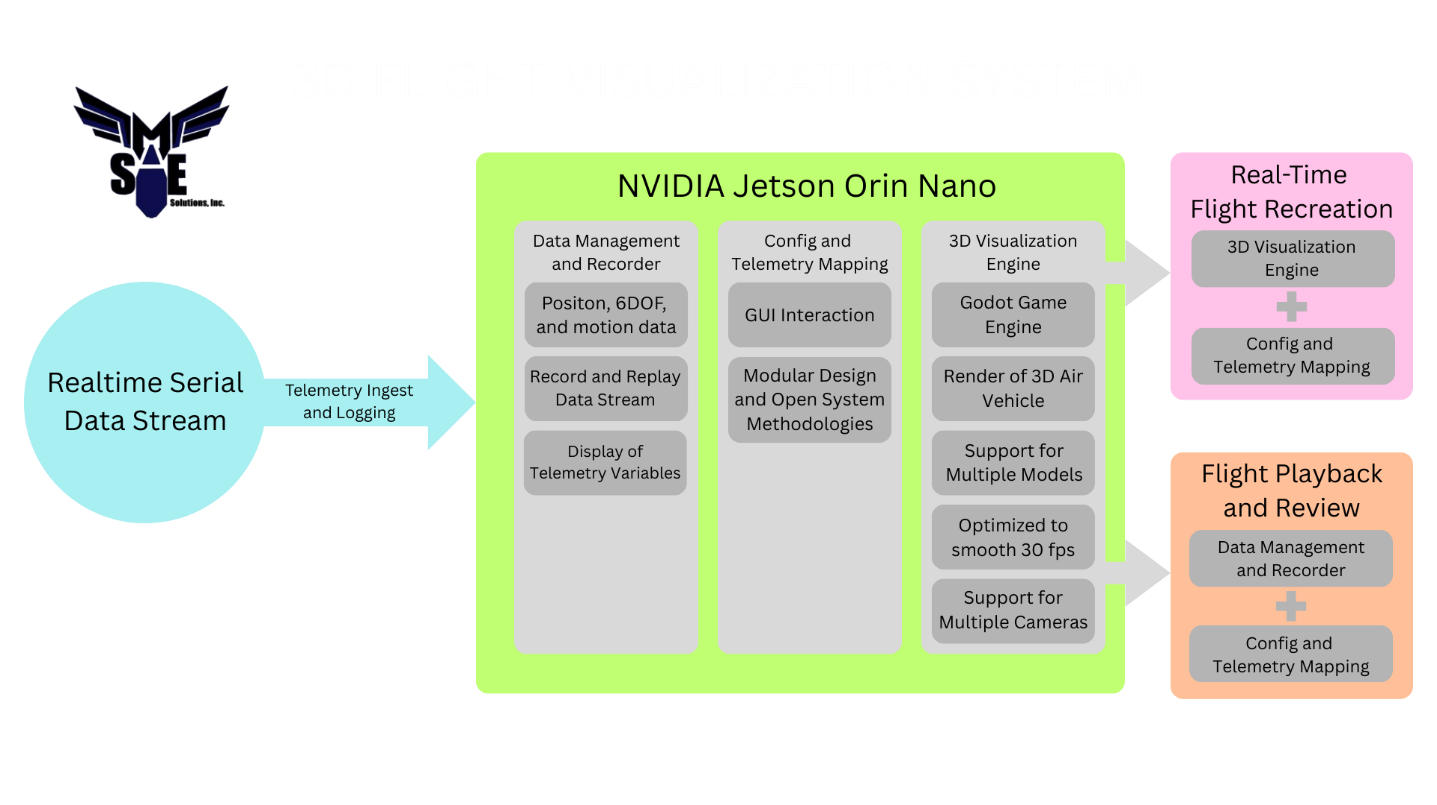 SME
Solutions, Inc.
Realtime Serial
Data Stream
Telemetry Ingest
and Logging
NVIDIA Jetson Orin Nano
Data Management
and Recorder
Positon, 6DOF,
and motion data
Record and Replay
Data Stream
Display of
Telemetry Variables
Config and
Telemetry Mapping
GUI Interaction
Modular Design
and Open System
Methodologies
3D Visualization
Engine
Godot Game
Engine
Render of 3D Air
Vehicle
Support for
Multiple Models
Optimized to
smooth 30 fps
Support for
Multiple Cameras
Real-Time
Flight Recreation
3D Visualization
Engine
Config and
Telemetry Mapping
Flight Playback
and Review
Data Management
and Recorder
Config and
Telemetry Mapping